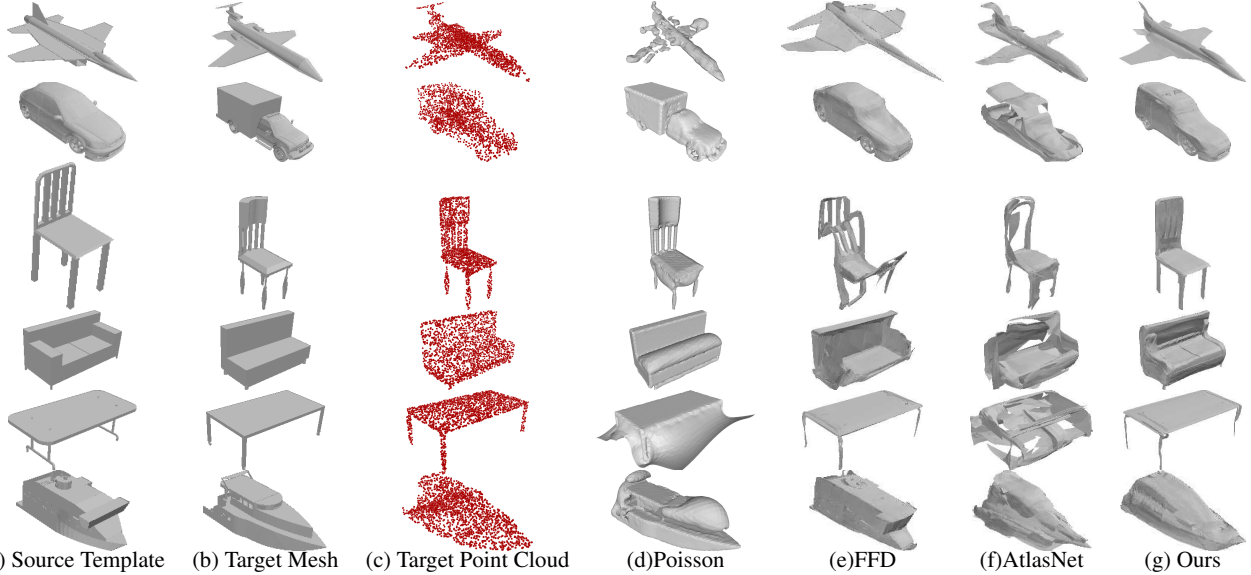 ) Source Template (b) Target Mesh (c) Target Point Cloud (d)Poisson (e)FFD (f)AtlasNet (g) Ours